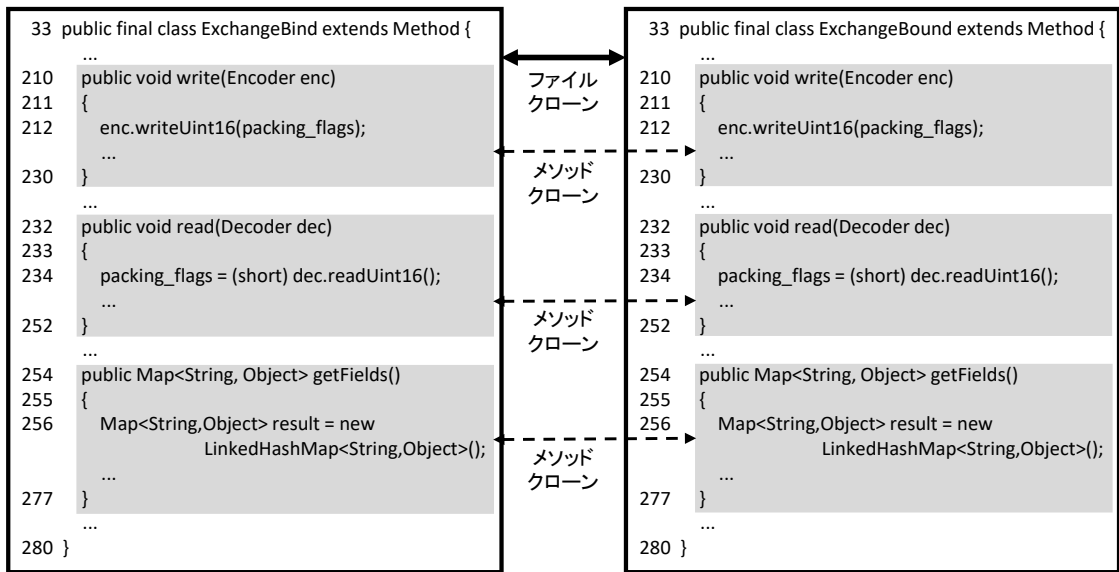 33 public final class ExchangeBind extends Method {
...
210 public void write(Encoder enc)
211 {
212 enc.writeUint16(packing_flags);
...
230 }
...
232 public void read(Decoder dec)
233 {
234 packing_flags = (short) dec.readUint16();
...
252 }
...
254 public Map<String, Object> getFields()
255 {
256 Map<String,Object> result = new
LinkedHashMap<String,Object>();
...
277 }
...
280 }
ファイル
クローン
メソッド
クローン
メソッド
クローン
メソッド
クローン
33 public final class ExchangeBound extends Method {
...
210 public void write(Encoder enc)
211 {
212 enc.writeUint16(packing_flags);
...
230 }
...
232 public void read(Decoder dec)
233 {
234 packing_flags = (short) dec.readUint16();
...
252 }
...
254 public Map<String, Object> getFields()
255 {
256 Map<String,Object> result = new
LinkedHashMap<String,Object>();
...
277 }
...
280 }